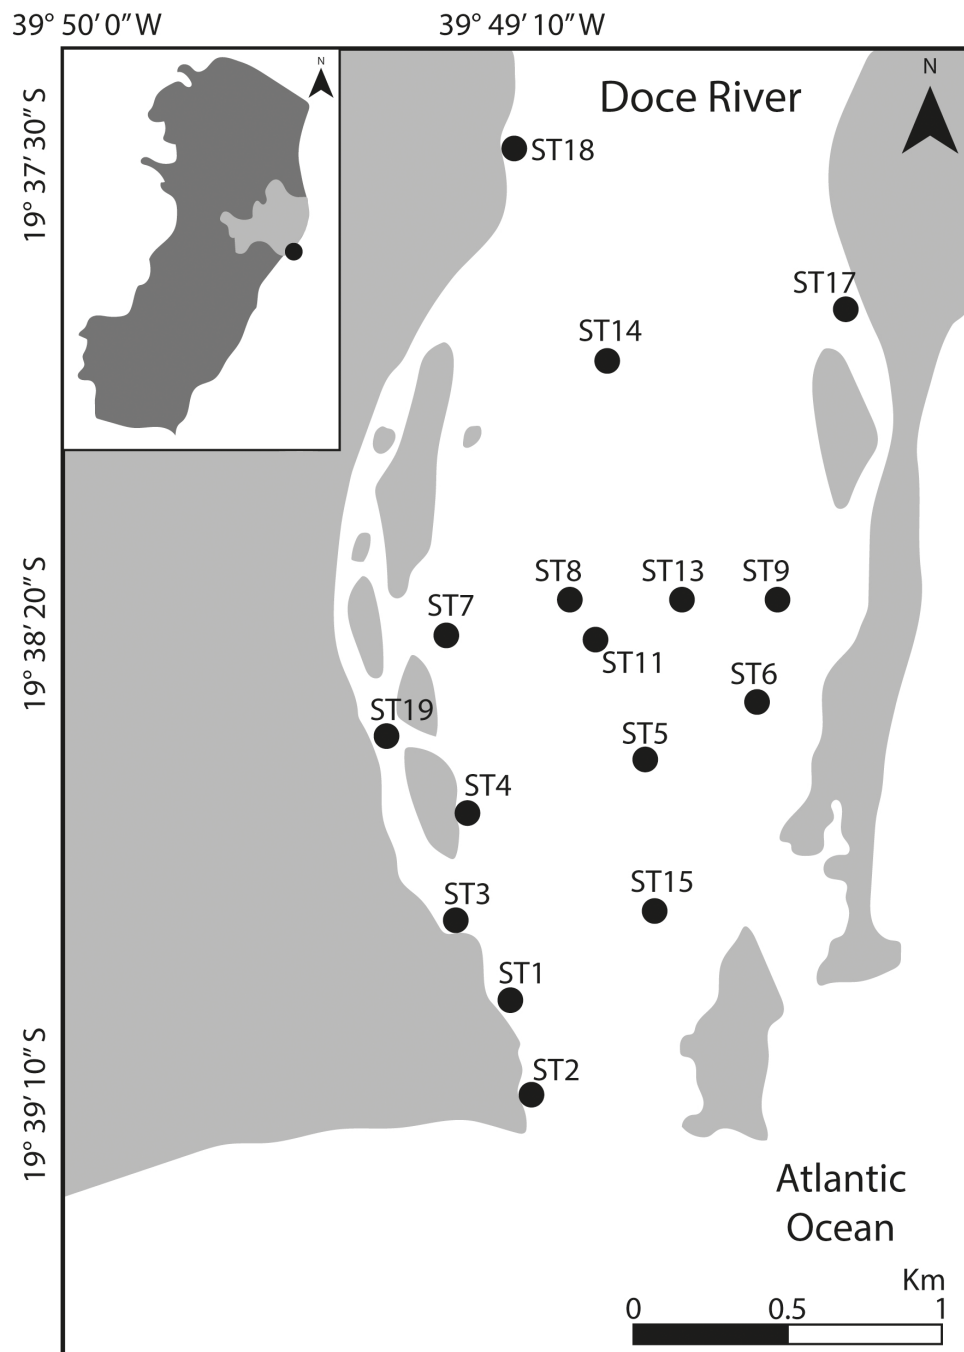 39° 50′ 0″ W
39° 49′ 10″ W
N
N
Doce River
19° 37′ 30″ S
ST18
ST17
ST14
19° 38′ 20″ S
ST8
ST13
ST9
ST7
ST11
ST6
ST19
ST5
ST4
ST3
ST15
ST1
19° 39′ 10″ S
ST2
Atlantic
Ocean
Km
0 0.5 1